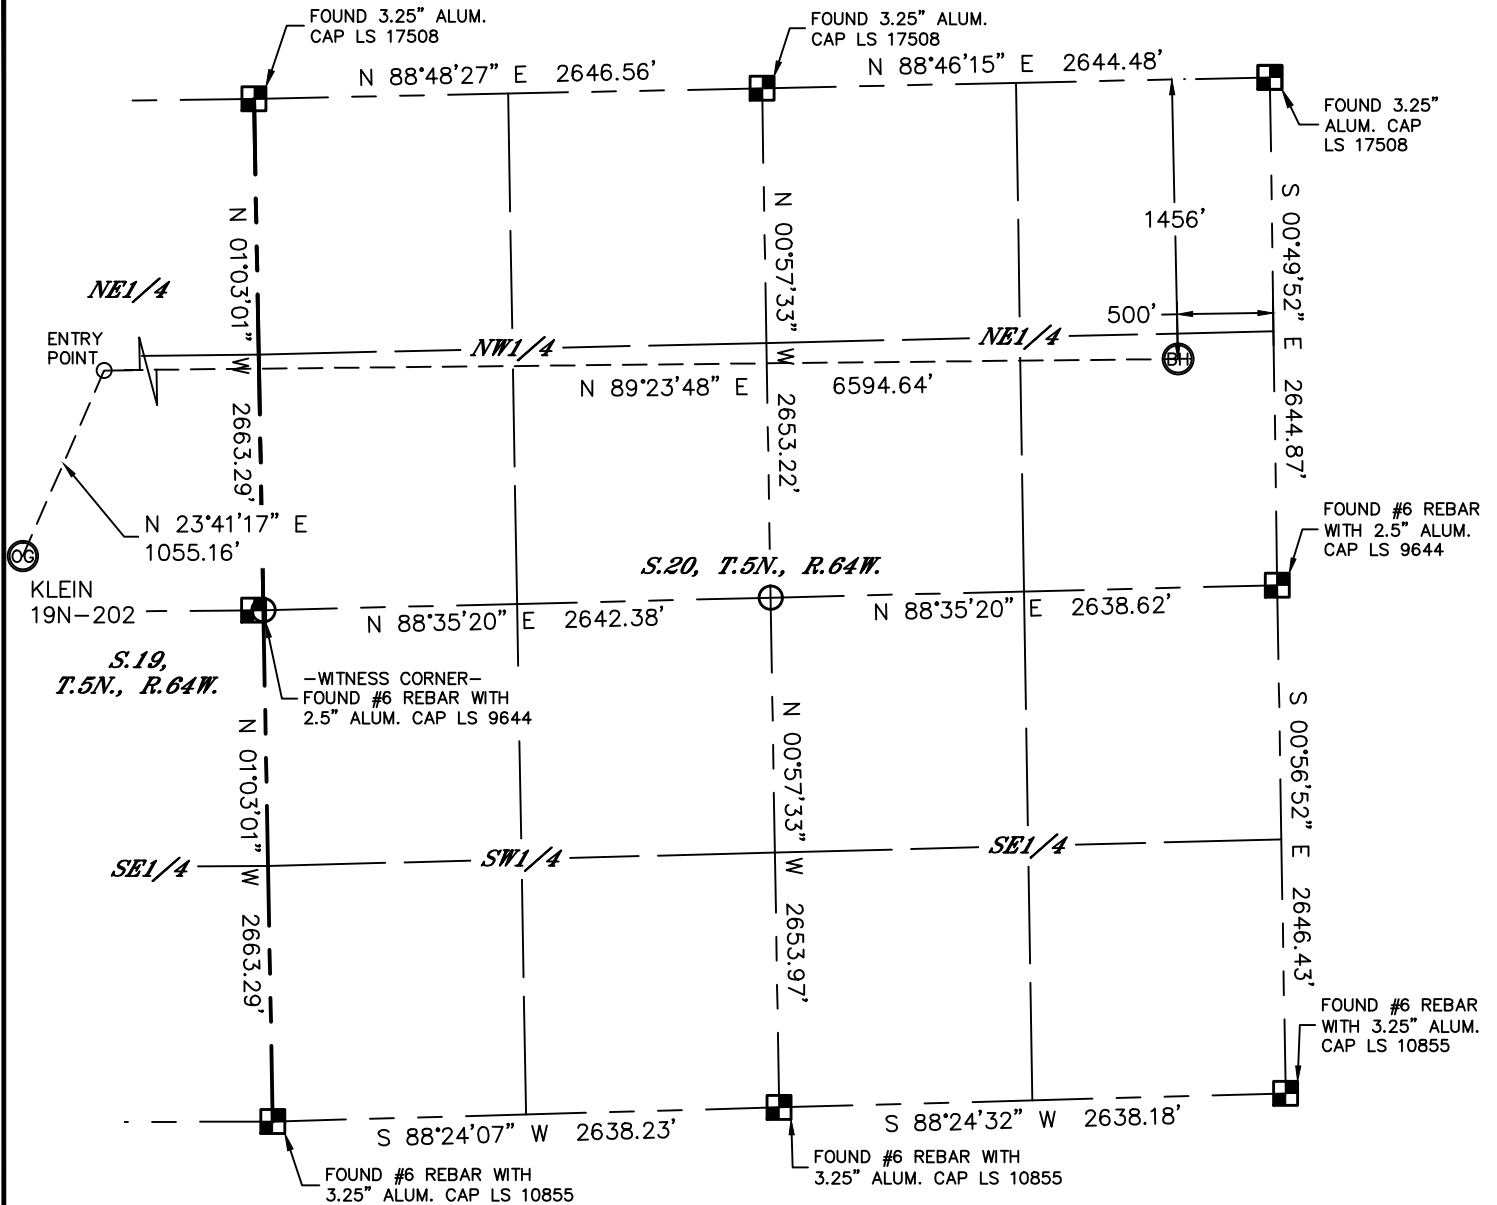 FOUND 3.25" ALUM.
CAP LS 17508
FOUND 3.25" ALUM.
CAP LS 17508
N 88°48'27" E 2646.56'
N 88°46'15" E 2644.48'
FOUND 3.25"
ALUM. CAP
LS 17508
N 01°03'01" W 2663.29'
N 00°57'33" W 2653.22'
1456'
S 00°49'52" E 2644.87'
NE1/4
500'
ENTRY
POINT
NW1/4
NE1/4
BH
N 89°23'48" E 6594.64'
N 23°41'17" E
1055.16'
OG
KLEIN
19N-202
FOUND #6 REBAR
WITH 2.5" ALUM.
CAP LS 9644
S.20, T.5N., R.64W.
N 88°35'20" E 2642.38'
N 88°35'20" E 2638.62'
S.19,
T.5N., R.64W.
-WITNESS CORNER-
FOUND #6 REBAR WITH
2.5" ALUM. CAP LS 9644
N 01°03'01" W 2663.29'
N 00°57'33" W 2653.97'
S 00°56'52" E 2646.43'
SE1/4
SW1/4
SE1/4
FOUND #6 REBAR
WITH 3.25" ALUM.
CAP LS 10855
S 88°24'07" W 2638.23'
S 88°24'32" W 2638.18'
FOUND #6 REBAR WITH
3.25" ALUM. CAP LS 10855
FOUND #6 REBAR WITH
3.25" ALUM. CAP LS 10855